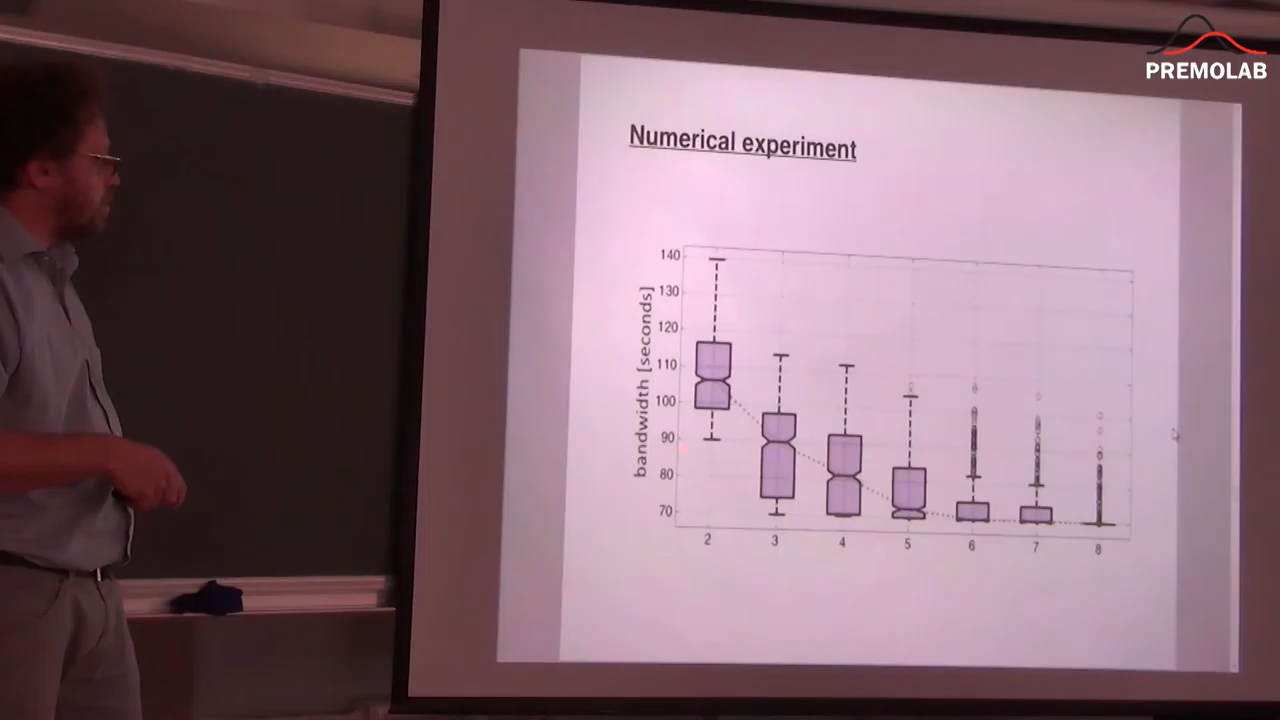 PREMOLAB
Numerical experiment
bandwidth [seconds]
140
130
120
110
100
90
80
70
2 3 4 5 6 7 8